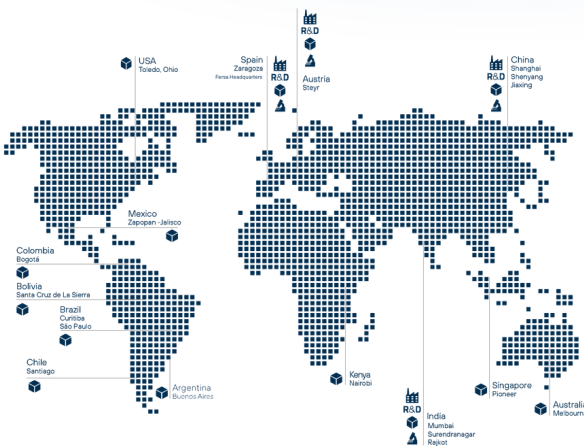 R&D
USA
Toledo, Ohio
Spain
Zaragoza
Fersa Headquarters
R&D
Austria
Steyr
R&D
China
Shanghai
Shenyang
Jiaxing
Mexico
Zapopan -Jalisco
Colombia
Bogotá
Bolivia
Santa Cruz de La Sierra
Brazil
Curitiba
São Paulo
Chile
Santiago
Argentina
Buenos Aires
Kenya
Nairobi
R&D
India
Mumbai
Surendranagar
Rajkot
Singapore
Pioneer
Australia
Melbourn